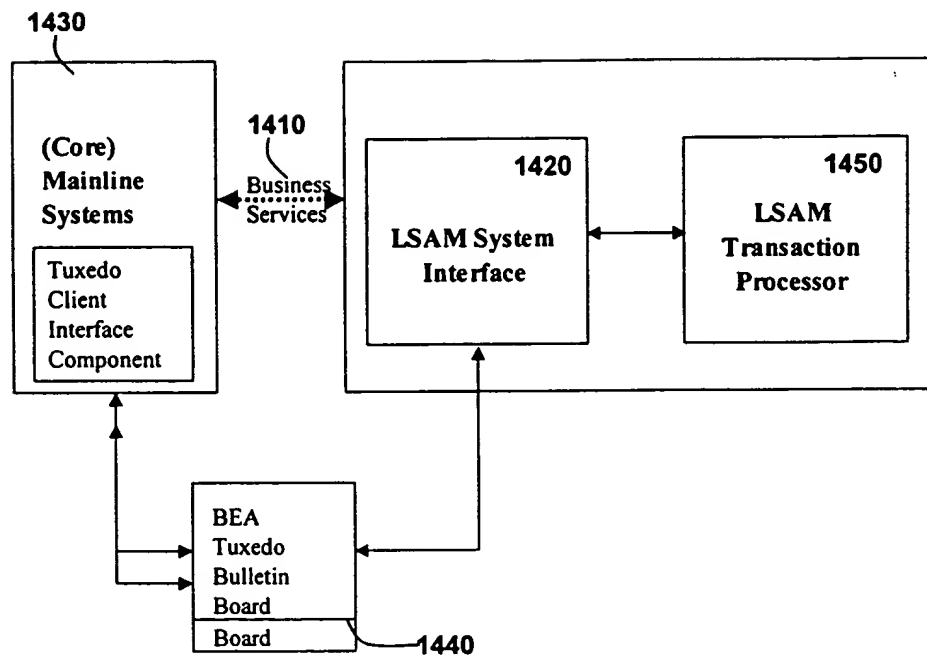 1430
(Core)
Mainline
Systems
Tuxedo
Client
Interface
Component
1410
Business
Services
1420
LSAM System
Interface
1450
LSAM
Transaction
Processor
BEA
Tuxedo
Bulletin
Board
Board
1440